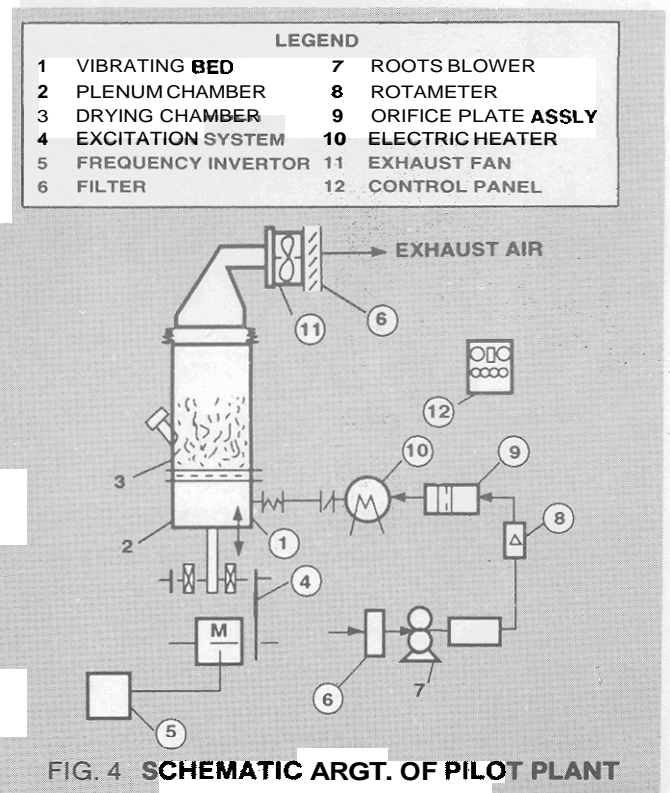 LEGEND
1 VIBRATING BED 7 ROOTS BLOWER
2 PLENUM CHAMBER 8 ROTAMETER
3 DRYING CHAMBER 9 ORIFICE PLATE ASSLY
4 EXCITATION SYSTEM 10 ELECTRIC HEATER
5 FREQUENCY INVERTOR 11 EXHAUST FAN
6 FILTER 12 CONTROL PANEL
EXHAUST AIR
11
6
12
10
9
3
8
2
1
4
M
6
7
5
FIG. 4 SCHEMATIC ARGT. OF PILOT PLANT